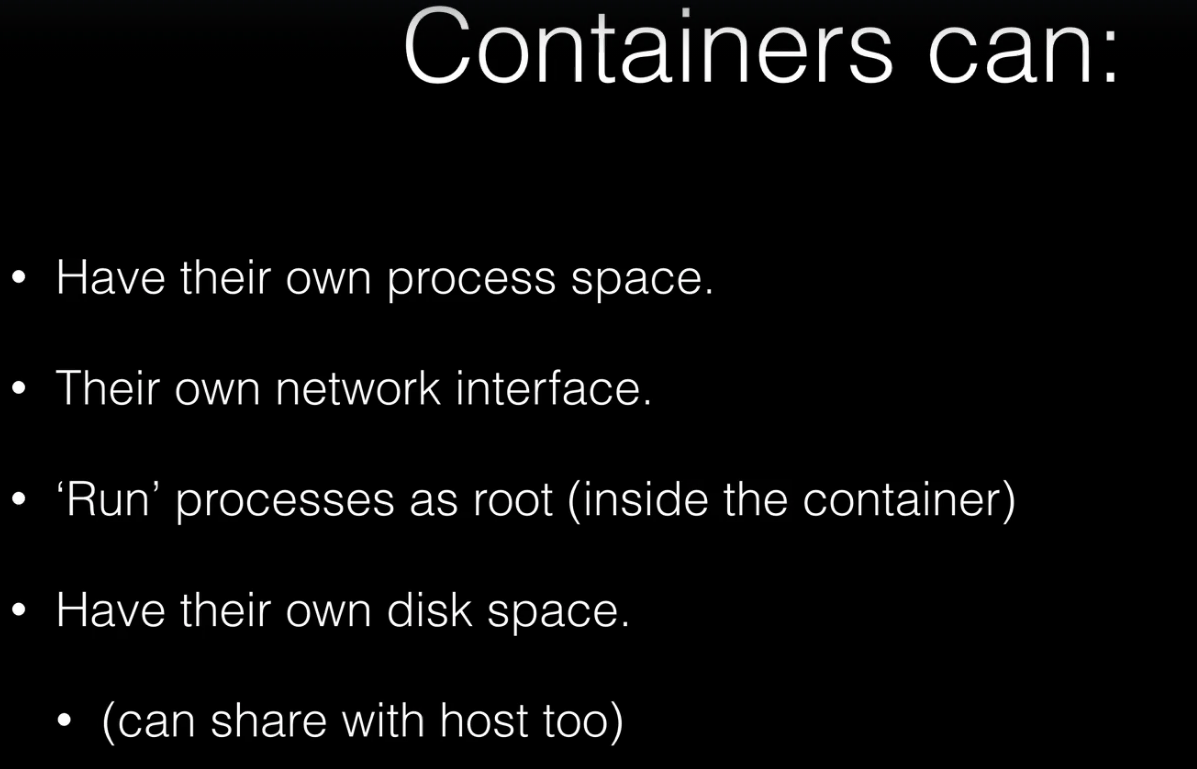 Containers can:
• Have their own process space.
• Their own network interface.
• ‘Run’ processes as root (inside the container)
• Have their own disk space.
• (can share with host too)